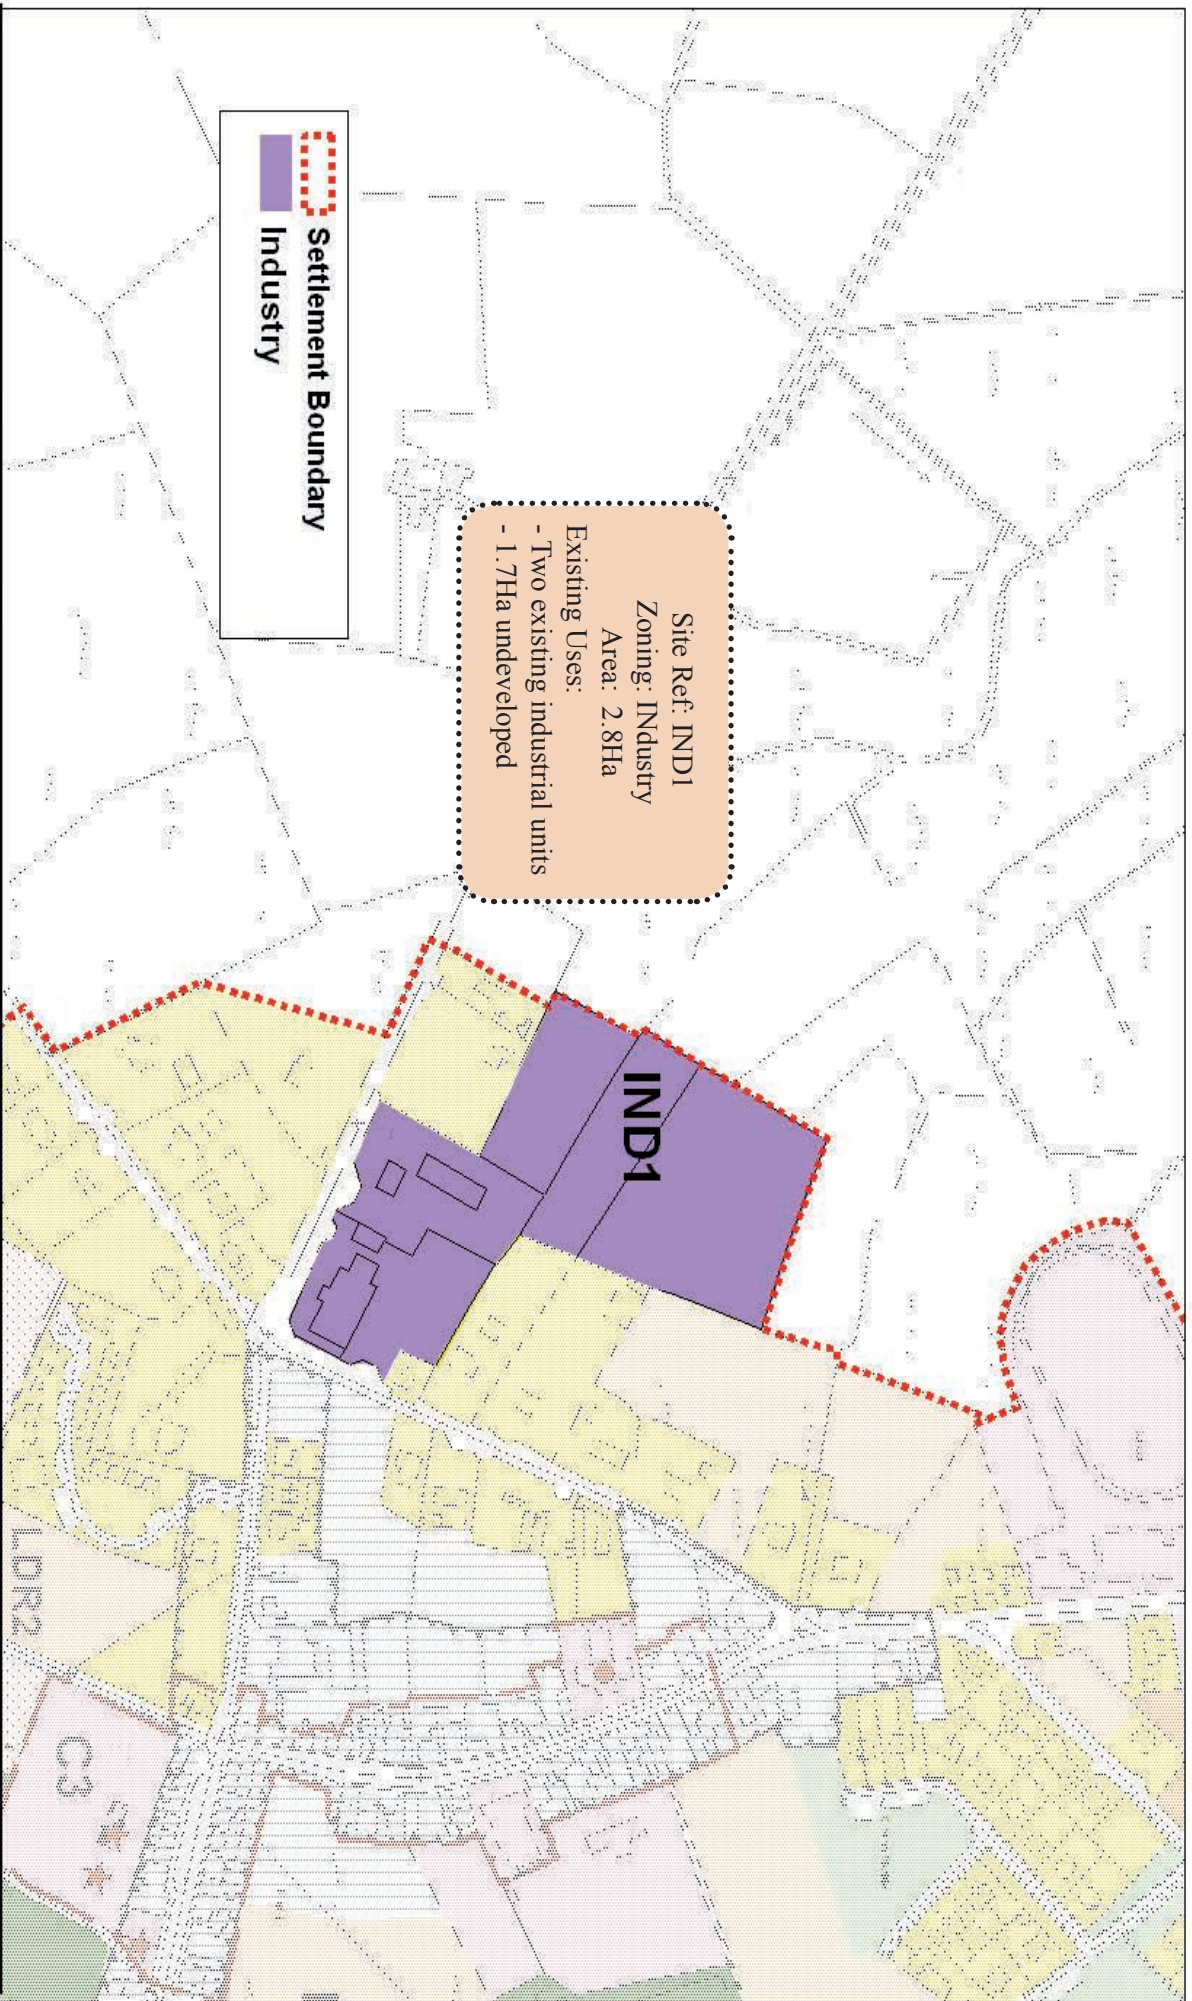 Settlement Boundary
Industry
Site Ref: IND1
Zoning: INdustry
Area: 2.8Ha
Existing Uses:
- Two existing industrial units
- 1.7Ha undeveloped
IND1
LDR2
C3